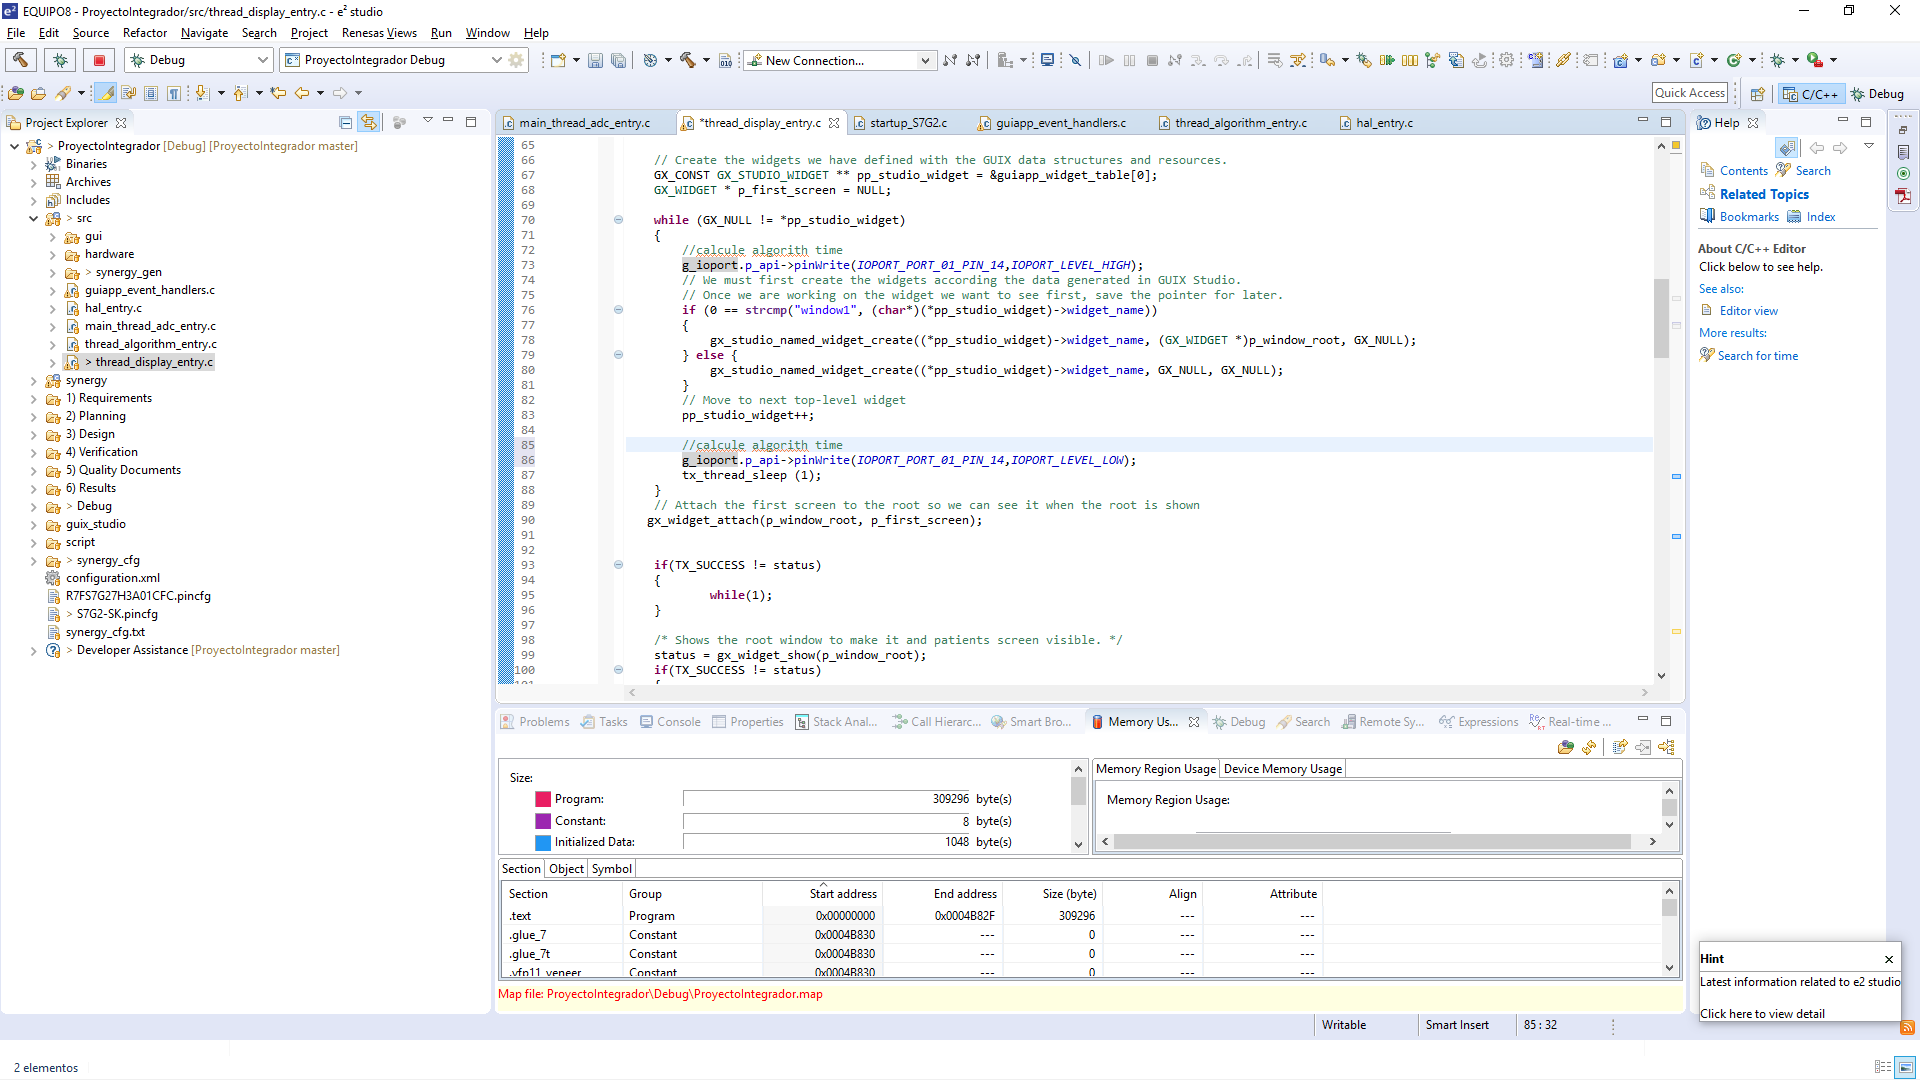 EQUIPO8 - ProyectoIntegrador/src/thread_display_entry.c - e² studio
File Edit Source Refactor Navigate Search Project Renesas Views Run Window Help
Debug
ProyectoIntegrador Debug
New Connection...
Quick Access
C/C++
Debug
Project Explorer
> ProyectoIntegrador [Debug] [ProyectoIntegrador master]
Binaries
Archives
Includes
> src
gui
hardware
> synergy_gen
guiapp_event_handlers.c
hal_entry.c
main_thread_adc_entry.c
thread_algorithm_entry.c
> thread_display_entry.c
synergy
1) Requirements
2) Planning
3) Design
4) Verification
5) Quality Documents
6) Results
> Debug
guix_studio
script
> synergy_cfg
configuration.xml
R7FS7G27H3A01CFC.pincfg
> S7G2-SK.pincfg
synergy_cfg.txt
> Developer Assistance [ProyectoIntegrador master]
main_thread_adc_entry.c
*thread_display_entry.c
startup_S7G2.c
guiapp_event_handlers.c
thread_algorithm_entry.c
hal_entry.c
65
66 // Create the widgets we have defined with the GUIX data structures and resources.
67 GX_CONST GX_STUDIO_WIDGET ** pp_studio_widget = &guiapp_widget_table[0];
68 GX_WIDGET * p_first_screen = NULL;
69
70 while (GX_NULL != *pp_studio_widget)
71 {
72 //calcule algorith time
73 g_ioport.p_api->pinWrite(IOPORT_PORT_01_PIN_14,IOPORT_LEVEL_HIGH);
74 // We must first create the widgets according the data generated in GUIX Studio.
75 // Once we are working on the widget we want to see first, save the pointer for later.
76 if (0 == strcmp("window1", (char*)(*pp_studio_widget)->widget_name))
77 {
78 gx_studio_named_widget_create((*pp_studio_widget)->widget_name, (GX_WIDGET *)p_window_root, GX_NULL);
79 } else {
80 gx_studio_named_widget_create((*pp_studio_widget)->widget_name, GX_NULL, GX_NULL);
81 }
82 // Move to next top-level widget
83 pp_studio_widget++;
84
85 //calcule algorith time
86 g_ioport.p_api->pinWrite(IOPORT_PORT_01_PIN_14,IOPORT_LEVEL_LOW);
87 tx_thread_sleep (1);
88 }
89 // Attach the first screen to the root so we can see it when the root is shown
90 gx_widget_attach(p_window_root, p_first_screen);
91
92
93 if(TX_SUCCESS != status)
94 {
95 while(1);
96 }
97
98 /* Shows the root window to make it and patients screen visible. */
99 status = gx_widget_show(p_window_root);
100 if(TX_SUCCESS != status)
Help
Contents Search
Related Topics
Bookmarks Index
About C/C++ Editor
Click below to see help.
See also:
Editor view
More results:
Search for time
Problems Tasks Console Properties Stack Anal... Call Hierarc... Smart Bro... Memory Us... Debug Search Remote Sy... Expressions Real-time ...
Size:
Program: 309296 byte(s)
Constant: 8 byte(s)
Initialized Data: 1048 byte(s)
Memory Region Usage Device Memory Usage
Memory Region Usage:
Section Object Symbol
Section Group Start address End address Size (byte) Align Attribute
.text Program 0x00000000 0x0004B82F 309296 --- ---
.glue_7 Constant 0x0004B830 --- 0 --- ---
.glue_7t Constant 0x0004B830 --- 0 --- ---
.vfp11_veneer Constant 0x0004B830 --- 0 --- ---
Map file: ProyectoIntegrador\Debug\ProyectoIntegrador.map
Hint
Latest information related to e2 studio
Click here to view detail
Writable Smart Insert 85 : 32
2 elementos